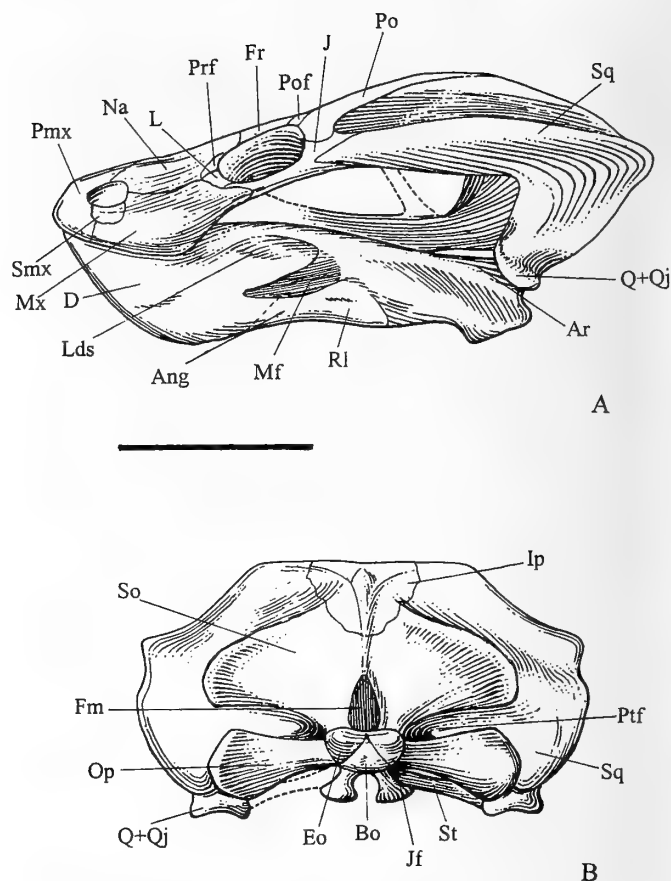 J
Po
Fr
Pof
Prf
Sq
Na
L
Pmx
Smx
Mx
D
Q+Qj
Lds
Ar
Ang
Mf
Rl
A
Ip
So
Fm
Ptf
Op
Sq
Q+Qj
Eo
Bo
Jf
St
B